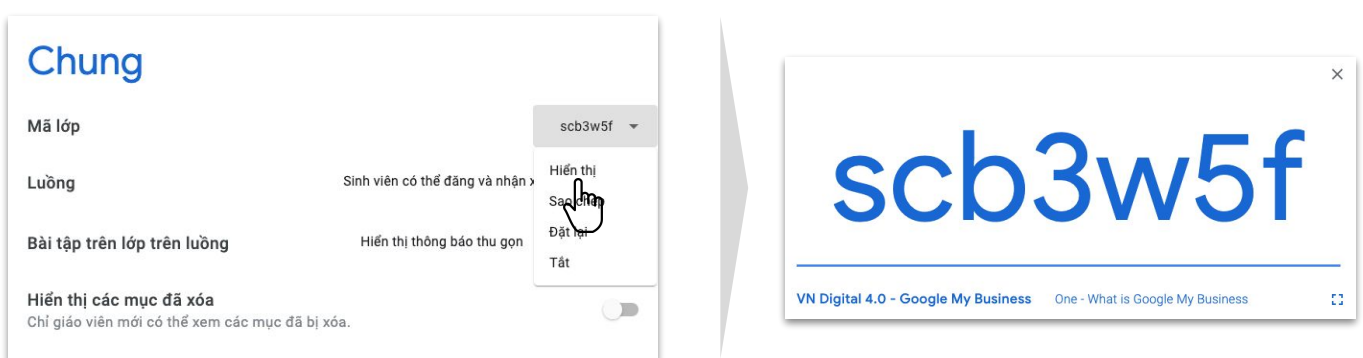 Chung
Mã lớp
scb3w5f
Hiển thị
Luồng
Sinh viên có thể đăng và nhận x
Sao chép
Đặt lại
Bài tập trên lớp trên luồng
Hiển thị thông báo thu gọn
Tắt
Hiển thị các mục đã xóa
Chỉ giáo viên mới có thể xem các mục đã bị xóa.
scb3w5f
VN Digital 4.0 - Google My Business One - What is Google My Business